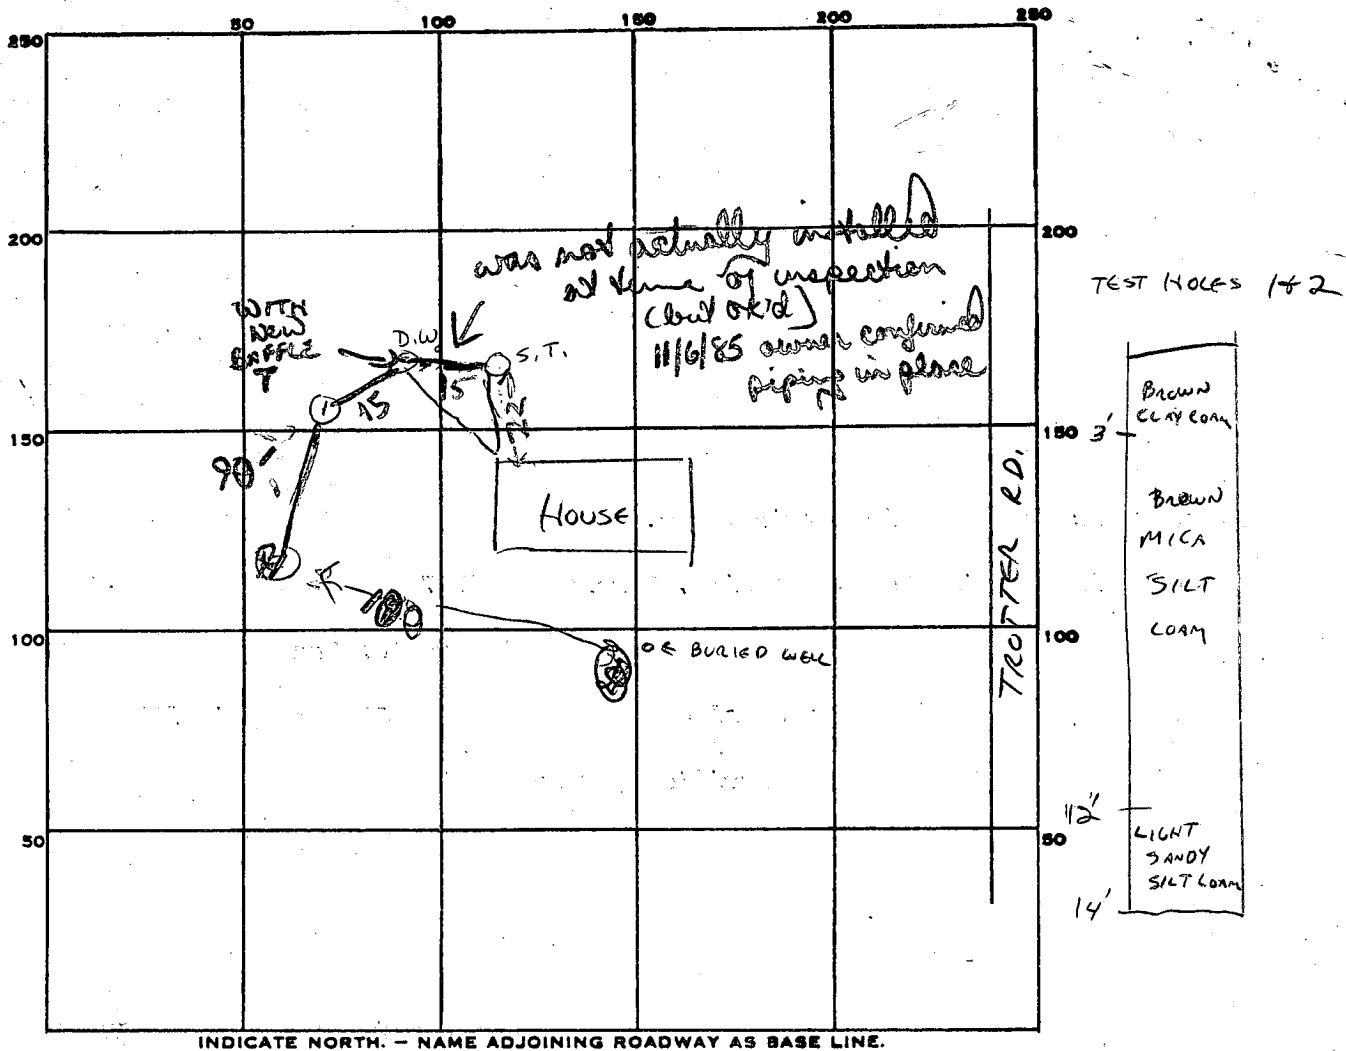 50 100 150 200 250
250
200 200
was not actually installed
at time of inspection
(but OK'd)
11/6/85 owner confirmed
piping in place
WITH
NEW
BAFFLE
T
D.W.
S.T.
15
15
22
1
150 150
90
HOUSE
TROTTER RD.
100 100
OE BURIED WELL
50 50
INDICATE NORTH. — NAME ADJOINING ROADWAY AS BASE LINE.
TEST HOLES 1&2
BROWN
CLAY LOAM
3'
BROWN
MICA
SILT
LOAM
12'
LIGHT
SANDY
SILT LOAM
14'